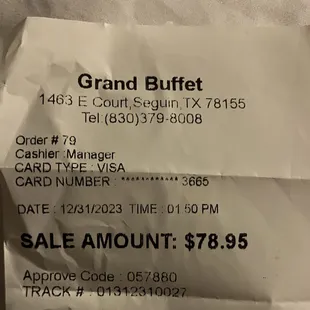 Grand Buffet
1463 E Court,Seguin,TX 78155
Tel:(830)379-8008
Order# 79
Cashier :Manager
CARD TYPE : VISA
CARD NUMBER : ************3665
DATE : 12/31/2023 TIME : 01:50 PM
SALE AMOUNT: $78.95
Approve Code : 057880
TRACK # : 01312310027